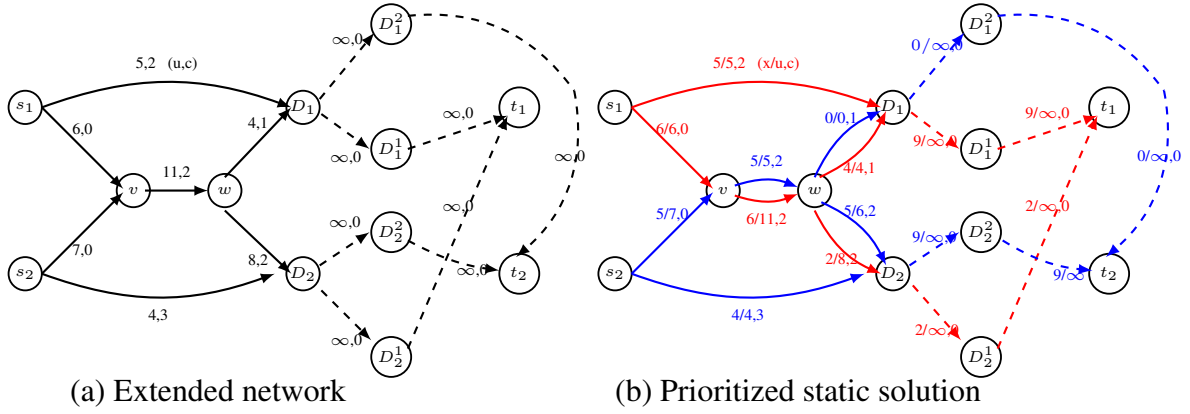 5,2 (u,c)
∞,0
D₁²
s₁
6,0
4,1
D₁
∞,0
∞,0
D₁¹
t₁
∞,0
v
11,2
w
∞,0
7,0
s₂
8,2
D₂
∞,0
D₂²
∞,0
t₂
4,3
∞,0
D₂¹
(a) Extended network
5/5,2 (x/u,c)
0/∞,0
D₁²
s₁
6/6,0
0/0,1
4/4,1
D₁
9/∞,0
D₁¹
9/∞,0
t₁
0/∞,0
v
5/5,2
6/11,2
w
2/∞,0
5/7,0
5/6,2
s₂
2/8,2
D₂
9/∞,0
D₂²
9/∞
t₂
4/4,3
2/∞,0
D₂¹
(b) Prioritized static solution